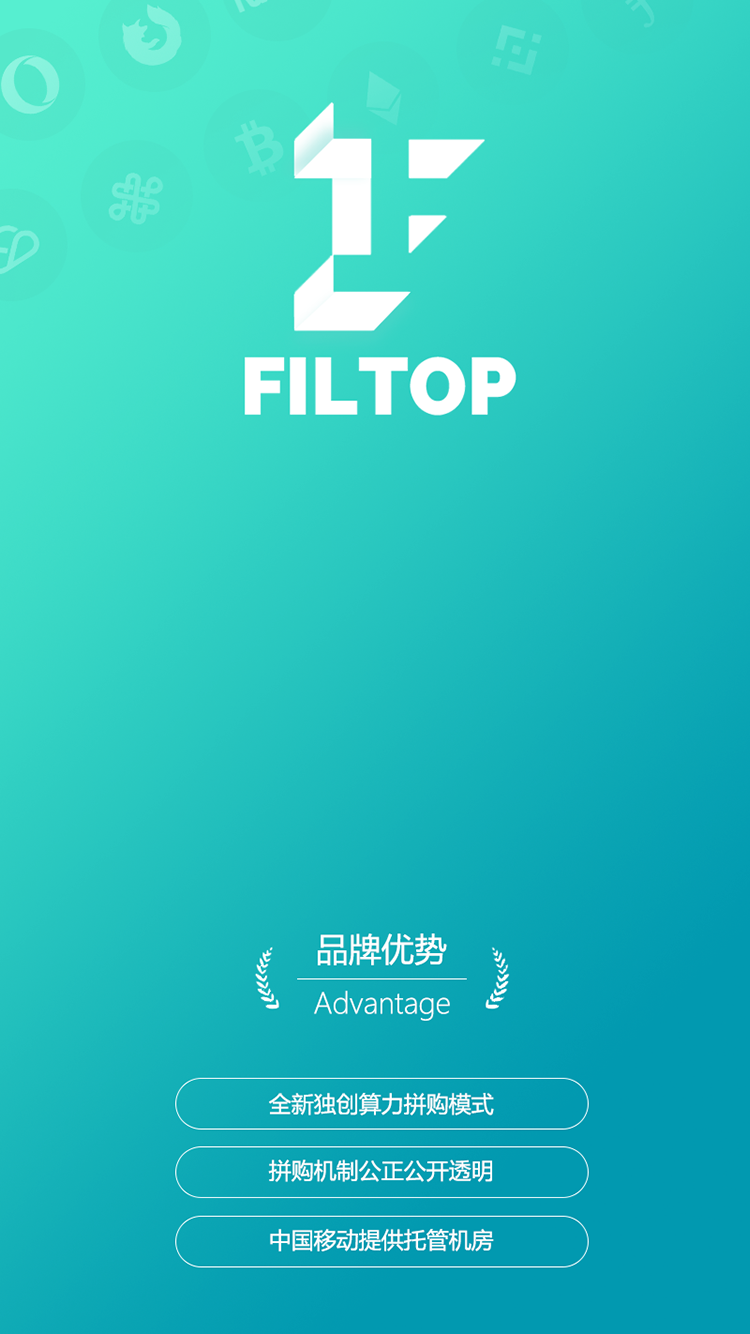 FILTOP
品牌优势
Advantage
全新独创算力拼购模式
拼购机制公正公开透明
中国移动提供托管机房